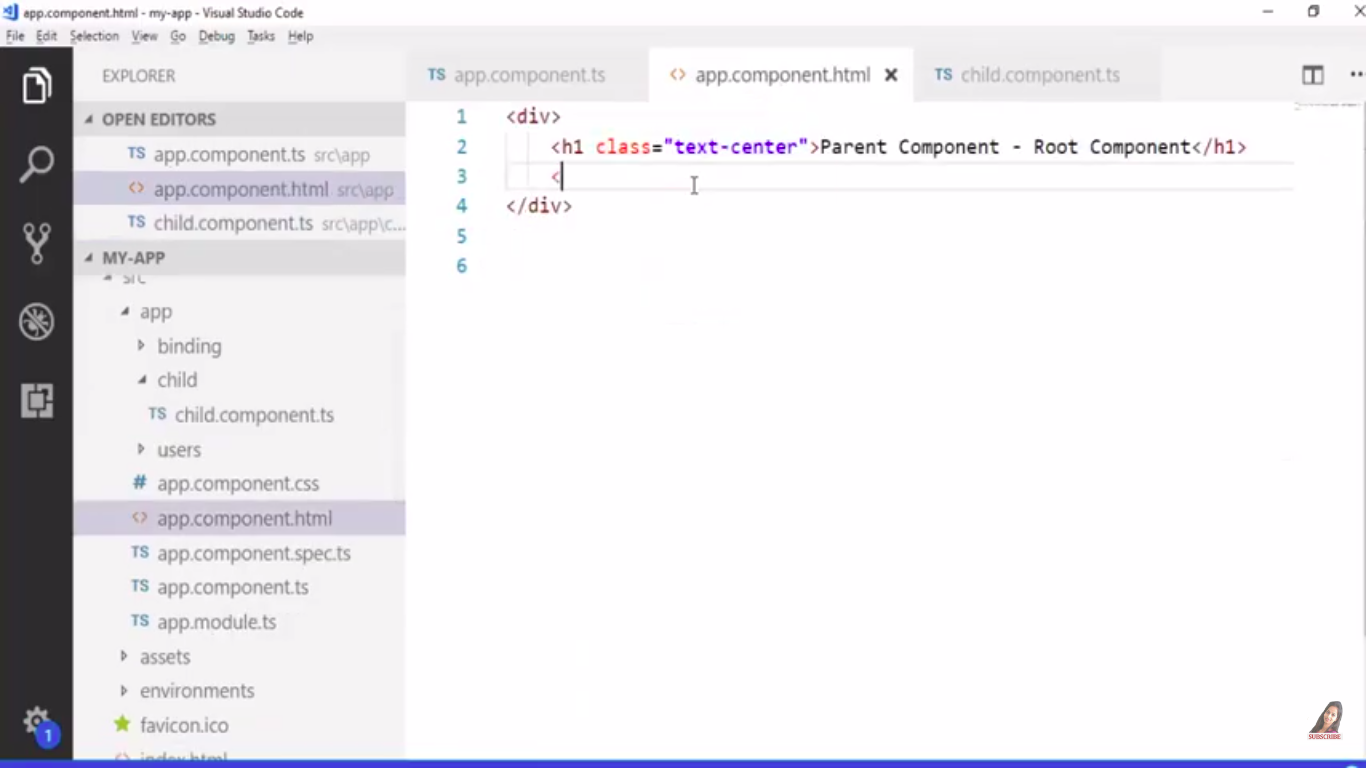 app.component.html - my-app - Visual Studio Code
File Edit Selection View Go Debug Tasks Help
EXPLORER
OPEN EDITORS
TS app.component.ts src\app
<> app.component.html src\app
TS child.component.ts src\app\c...
MY-APP
src
app
binding
child
TS child.component.ts
users
# app.component.css
<> app.component.html
TS app.component.spec.ts
TS app.component.ts
TS app.module.ts
assets
environments
favicon.ico
<> index.html
1
TS app.component.ts
<> app.component.html ×
TS child.component.ts
1 <div>
2 <h1 class="text-center">Parent Component - Root Component</h1>
3 <
4 </div>
5
6
SUBSCRIBE